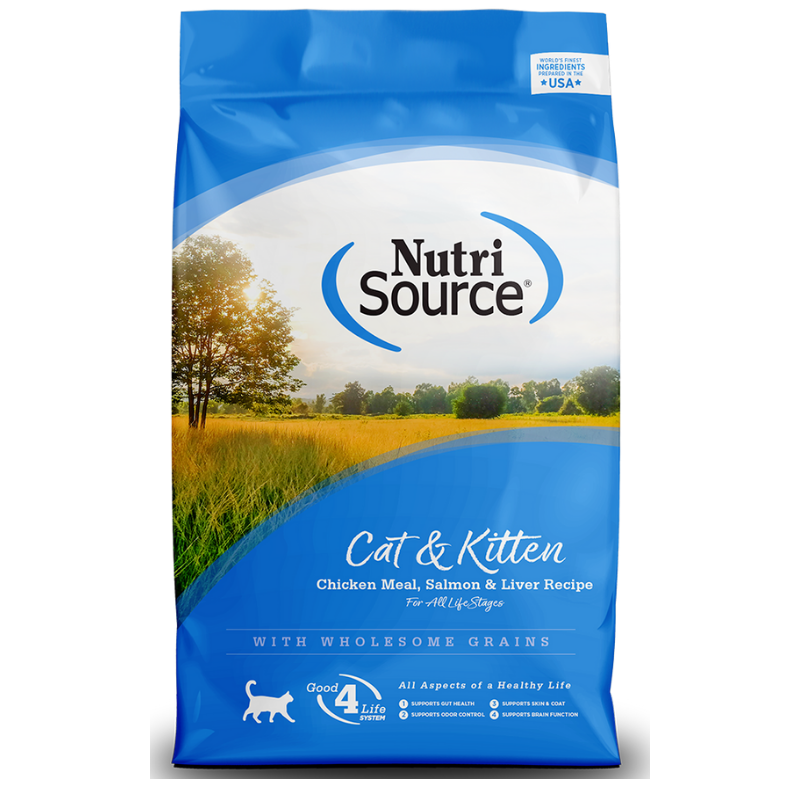 WORLD'S FINEST
INGREDIENTS
PREPARED IN THE
★USA★
Nutri
Source®
Cat & Kitten
Chicken Meal, Salmon & Liver Recipe
For All Life Stages
WITH WHOLESOME GRAINS
Good 4 Life
SYSTEM
All Aspects of a Healthy Life
1 SUPPORTS GUT HEALTH
3 SUPPORTS SKIN & COAT
2 SUPPORTS ODOR CONTROL
4 SUPPORTS BRAIN FUNCTION